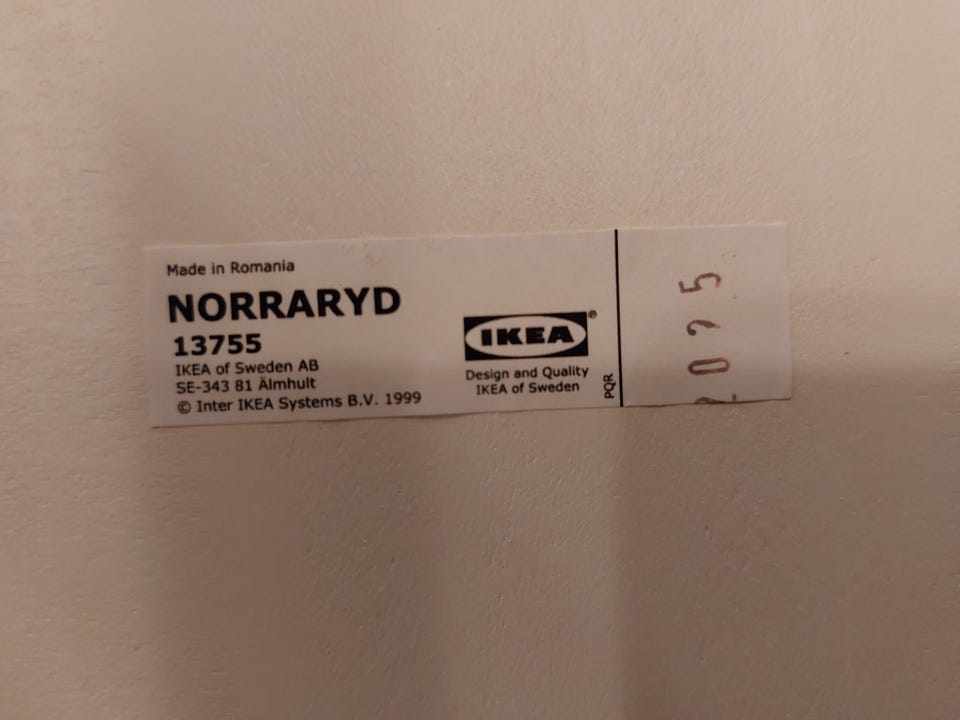 Made in Romania
NORRARYD
13755
IKEA of Sweden AB
SE-343 81 Älmhult
© Inter IKEA Systems B.V. 1999
IKEA®
Design and Quality
IKEA of Sweden
PQR